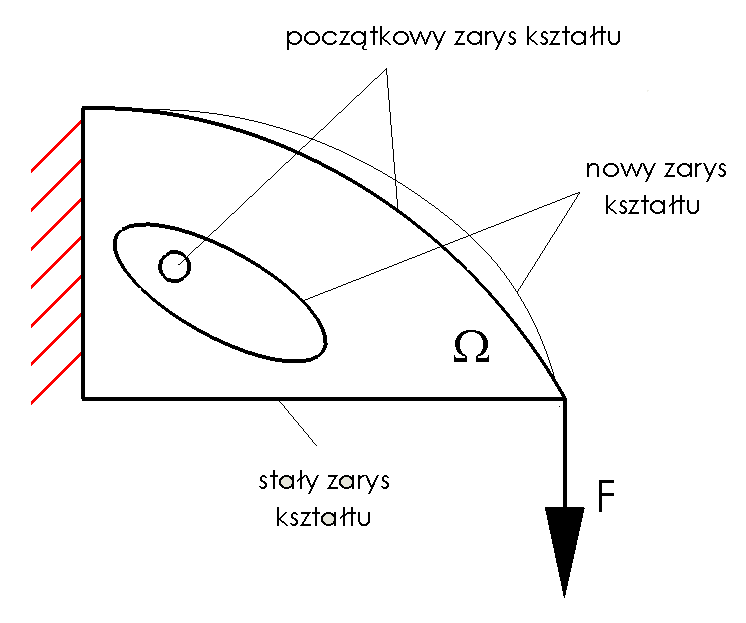 początkowy zarys kształtu
nowy zarys
kształtu
Ω
stały zarys
kształtu
F